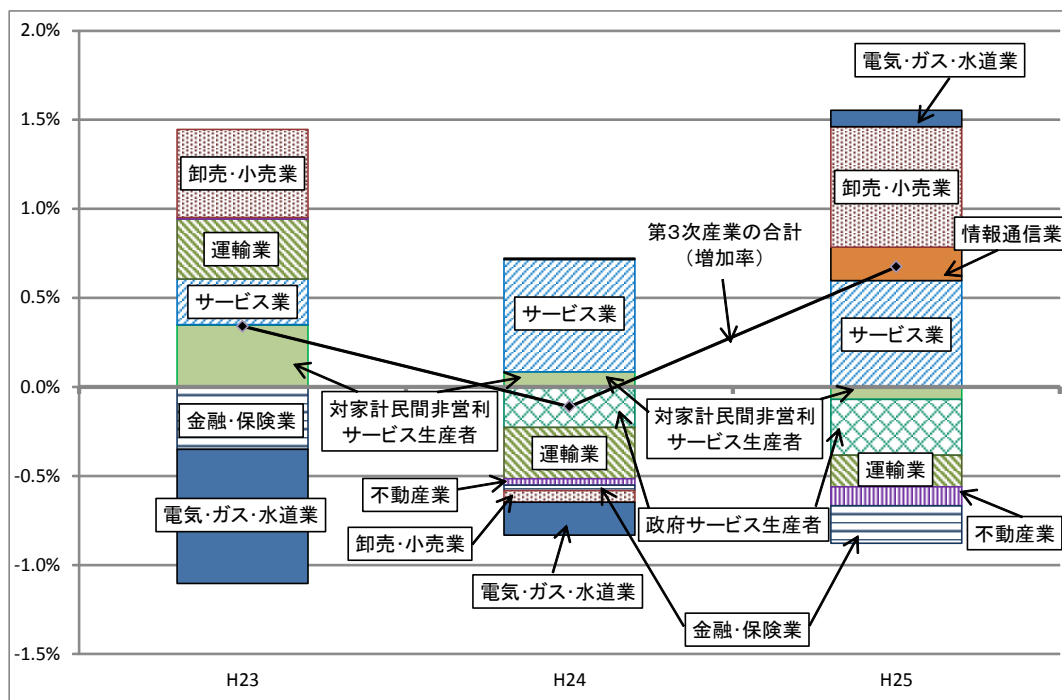 2.0%
1.5%
1.0%
0.5%
0.0%
-0.5%
-1.0%
-1.5%
H23
H24
H25
卸売・小売業
運輸業
サービス業
対家計民間非営利
サービス生産者
金融・保険業
電気・ガス・水道業
サービス業
運輸業
不動産業
卸売・小売業
電気・ガス・水道業
第3次産業の合計
（増加率）
対家計民間非営利
サービス生産者
政府サービス生産者
金融・保険業
電気・ガス・水道業
卸売・小売業
情報通信業
サービス業
運輸業
不動産業